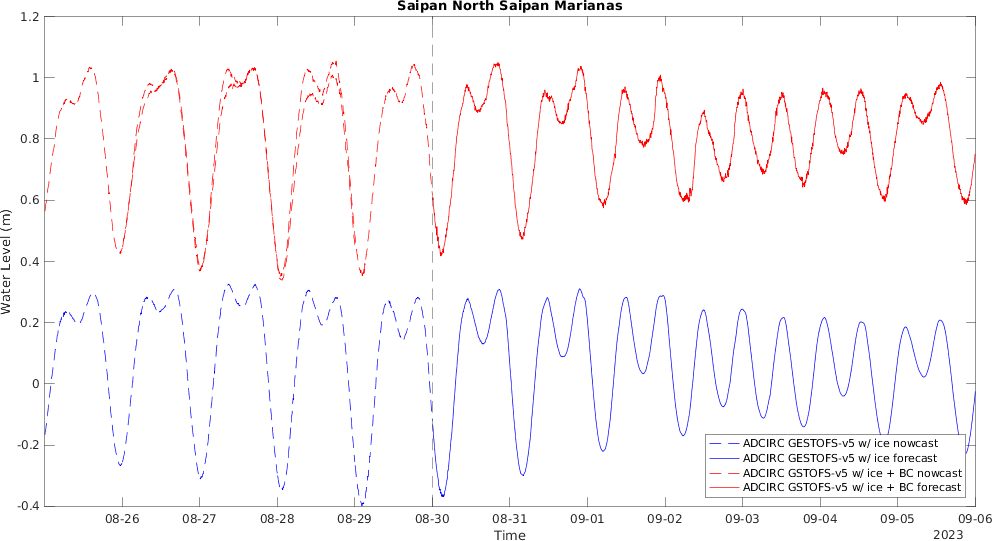 Saipan North Saipan Marianas
1.2
1
0.8
0.6
0.4
0.2
0
-0.2
-0.4
Water Level (m)
ADCIRC GESTOFS-v5 w/ ice nowcast
ADCIRC GESTOFS-v5 w/ ice forecast
ADCIRC GSTOFS-v5 w/ ice + BC nowcast
ADCIRC GSTOFS-v5 w/ ice + BC forecast
08-26 08-27 08-28 08-29 08-30 08-31 09-01 09-02 09-03 09-04 09-05 09-06
Time
2023